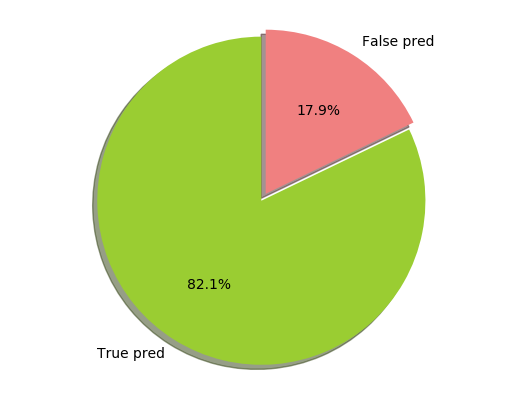 False pred
17.9%
82.1%
True pred